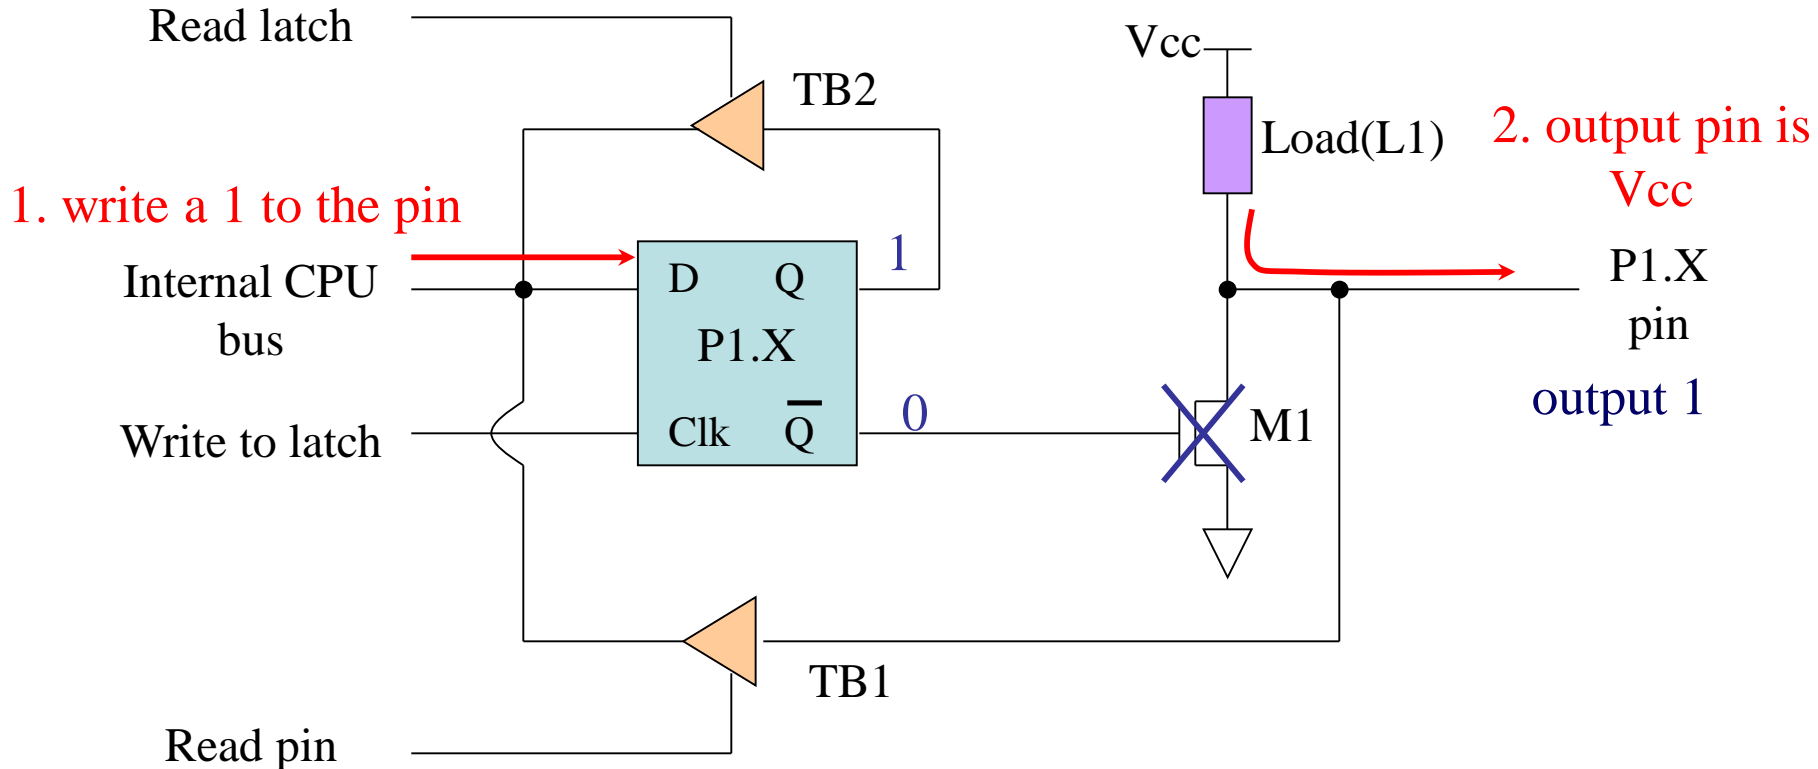 Read latch
Vcc
TB2
Load(L1)
2. output pin is
Vcc
1. write a 1 to the pin
Internal CPU
bus
D Q
P1.X
Clk Q̅
1
0
P1.X
pin
output 1
Write to latch
M1
TB1
Read pin